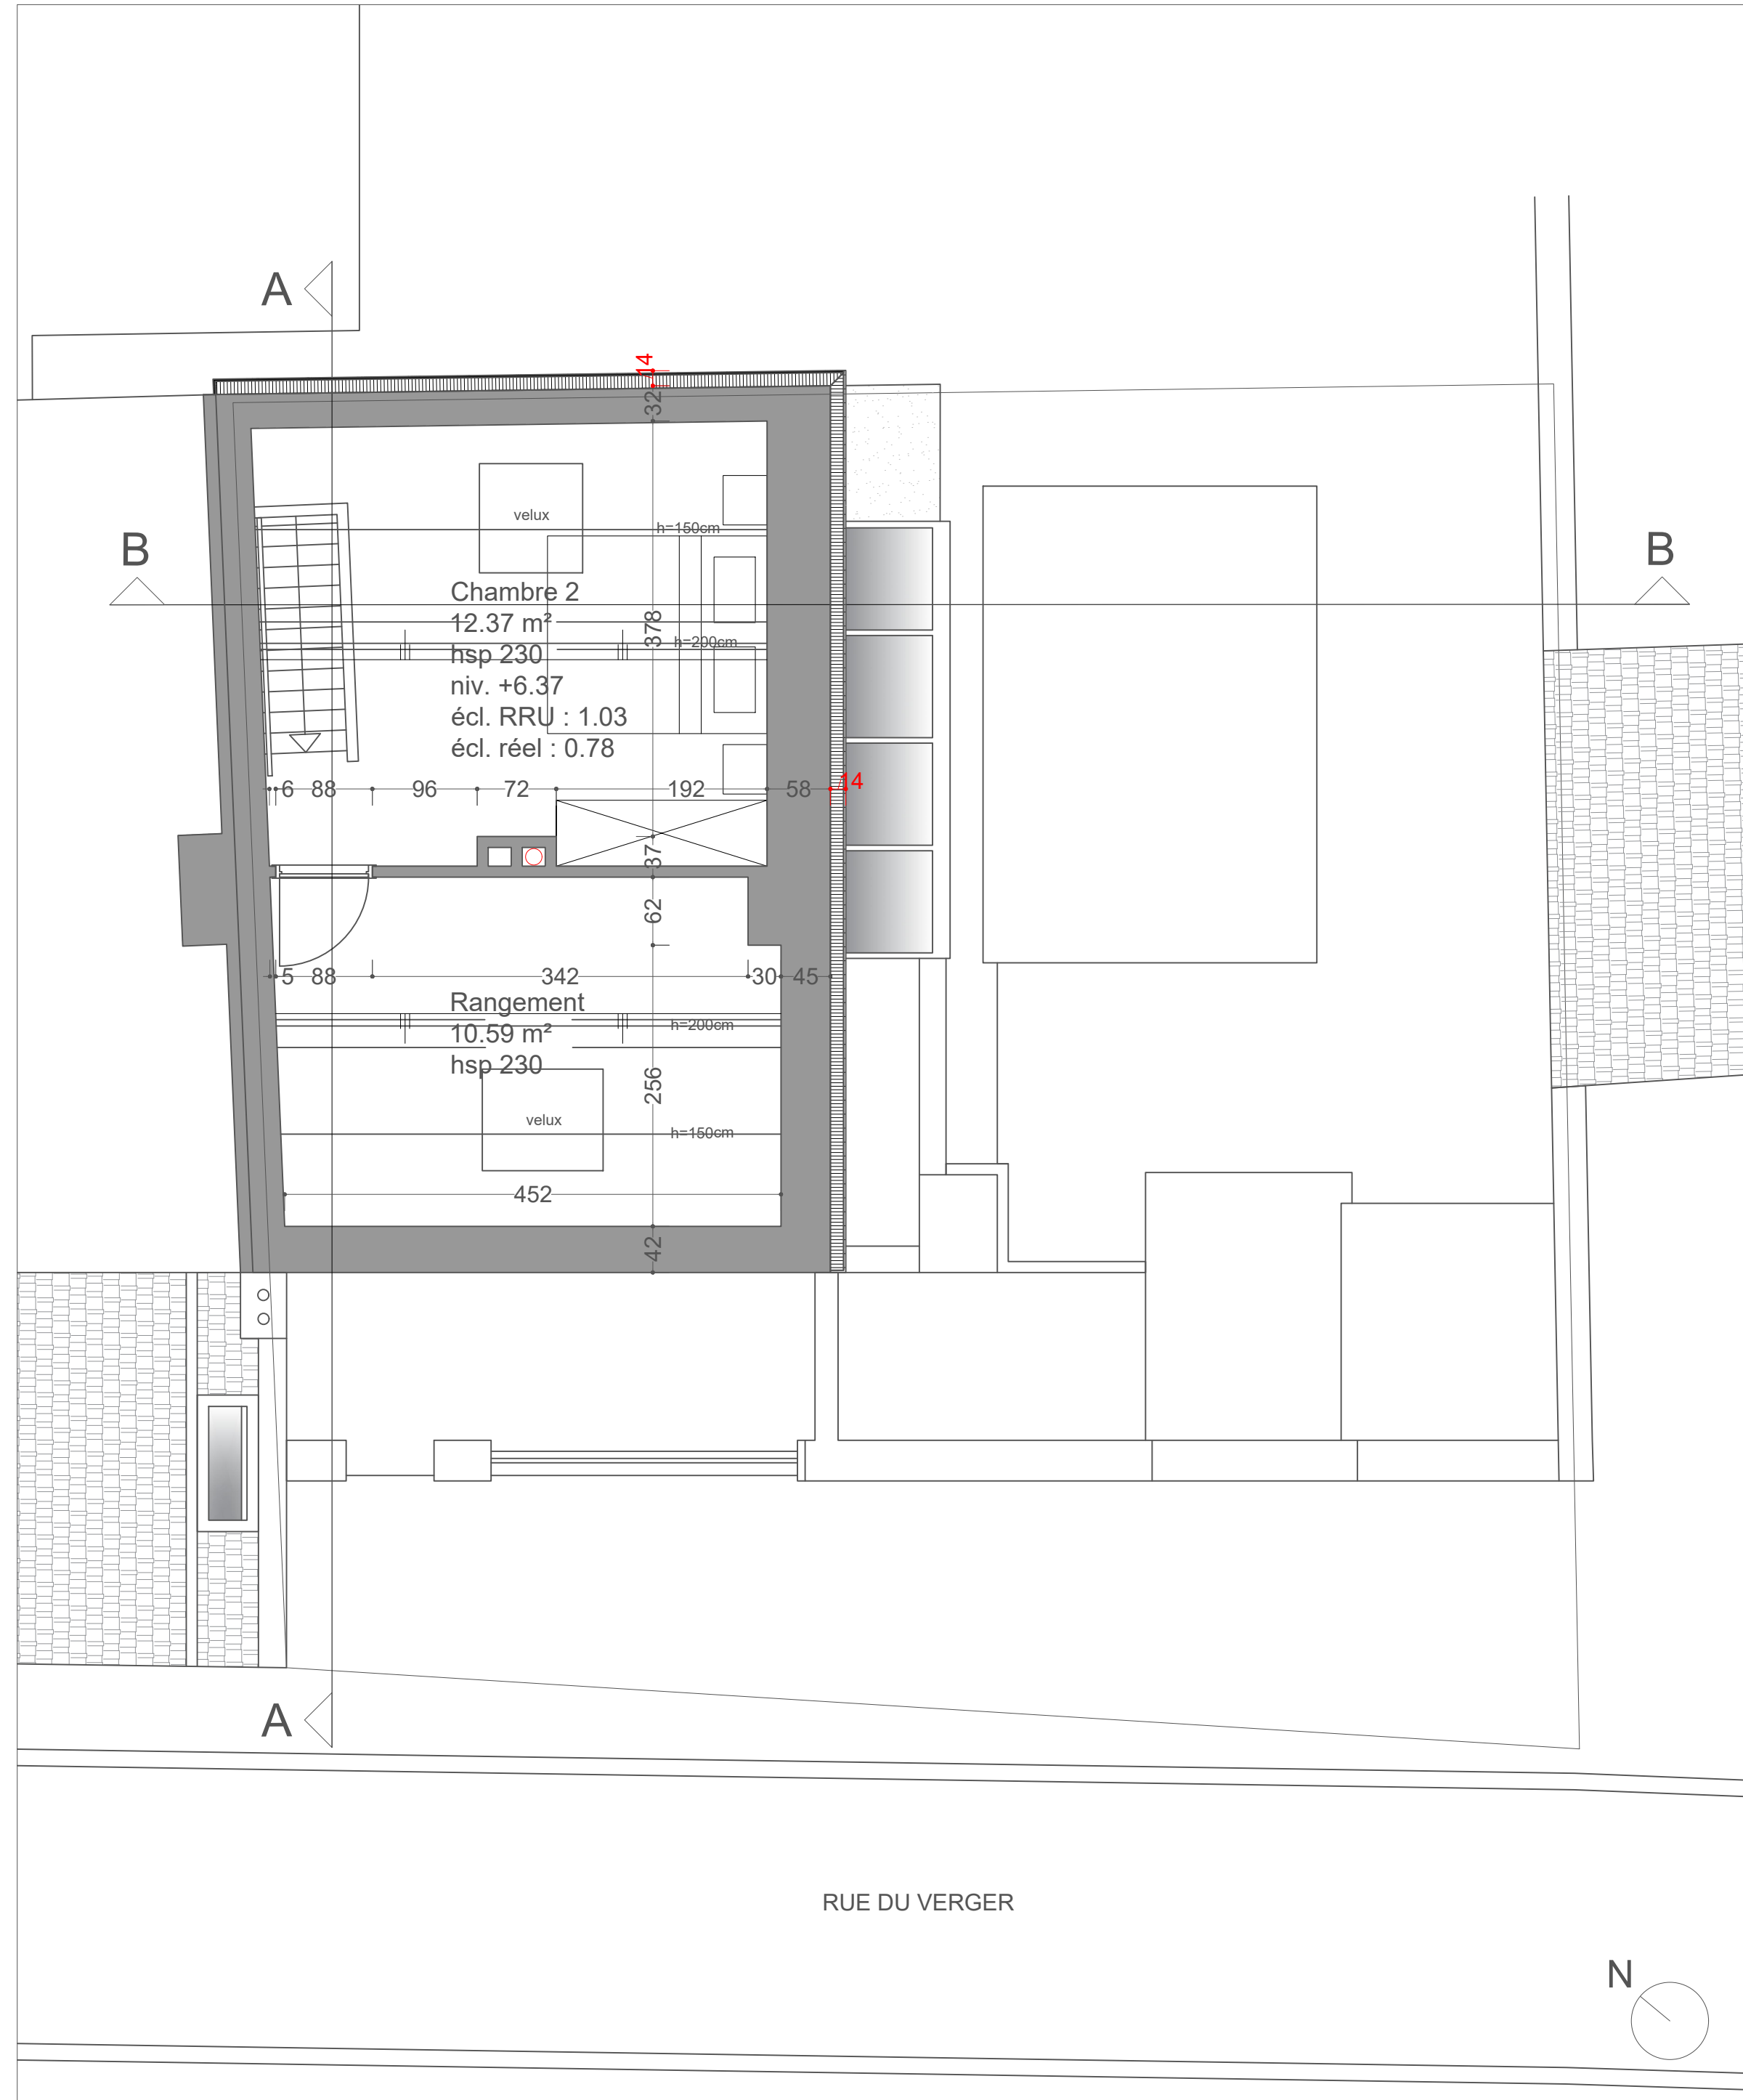 A
14
32
velux
h=150cm
B
B
Chambre 2
12.37 m²
378
h=200cm
hsp 230
niv. +6.37
écl. RRU : 1.03
écl. réel : 0.78
6
88
96
72
192
58
14
37
62
5
88
342
30
45
Rangement
10.59 m²
h=200cm
hsp 230
256
velux
h=150cm
452
42
A
RUE DU VERGER
N